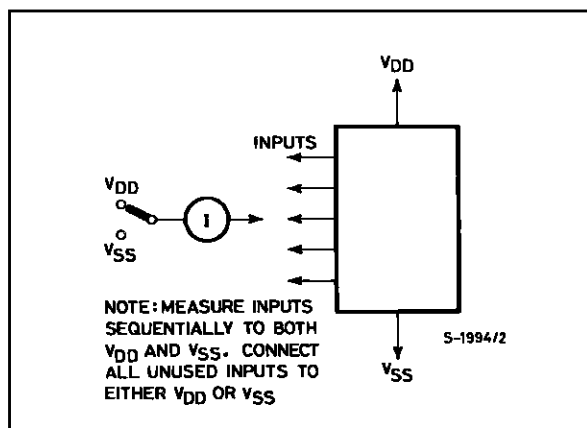 VDD
INPUTS
VDD
I
VSS
NOTE: MEASURE INPUTS
SEQUENTIALLY TO BOTH
VDD AND VSS. CONNECT
ALL UNUSED INPUTS TO
EITHER VDD OR VSS
S-1994/2
VSS